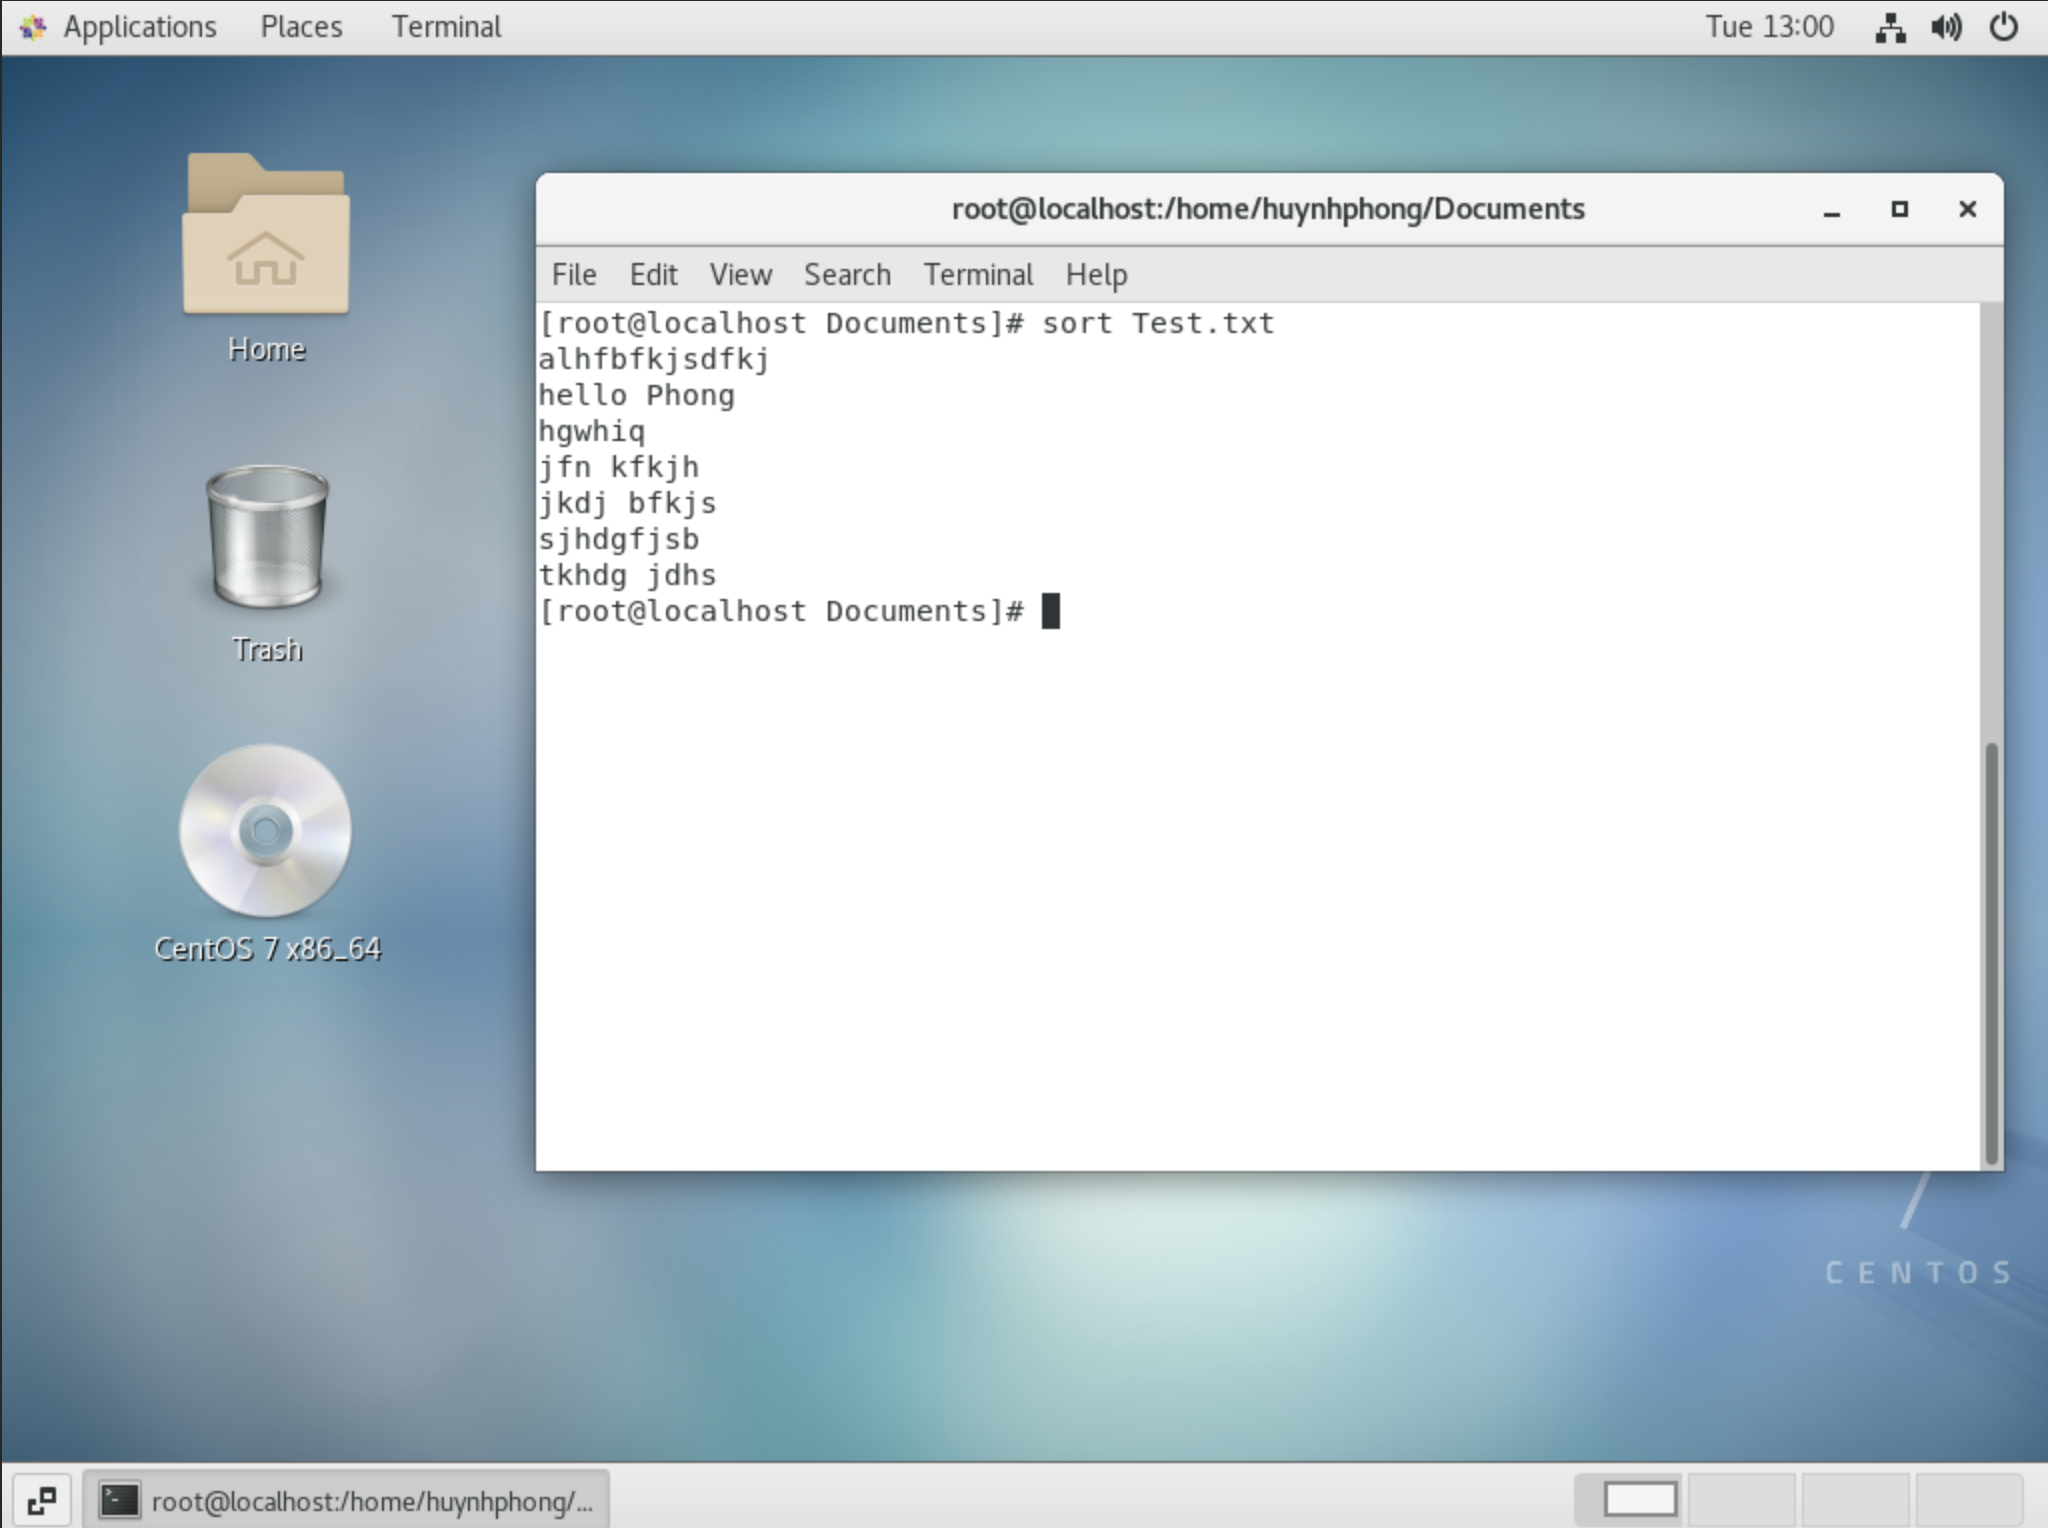 Applications Places Terminal Tue 13:00
Home
Trash
CentOS 7 x86_64
root@localhost:/home/huynhphong/Documents
File Edit View Search Terminal Help
[root@localhost Documents]# sort Test.txt
alhfbfkjsdfkj
hello Phong
hgwhiq
jfn kfkjh
jkdj bfkjs
sjhdgfjsb
tkhdg jdhs
[root@localhost Documents]#
CENTOS
root@localhost:/home/huynhphong/...